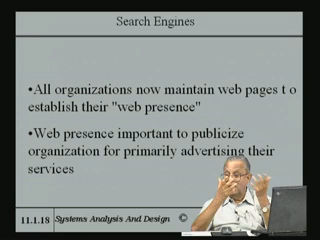 Search Engines
•All organizations now maintain web pages t o
establish their "web presence"
•Web presence important to publicize
organization for primarily advertising their
services
11.1.18 Systems Analysis And Design ©